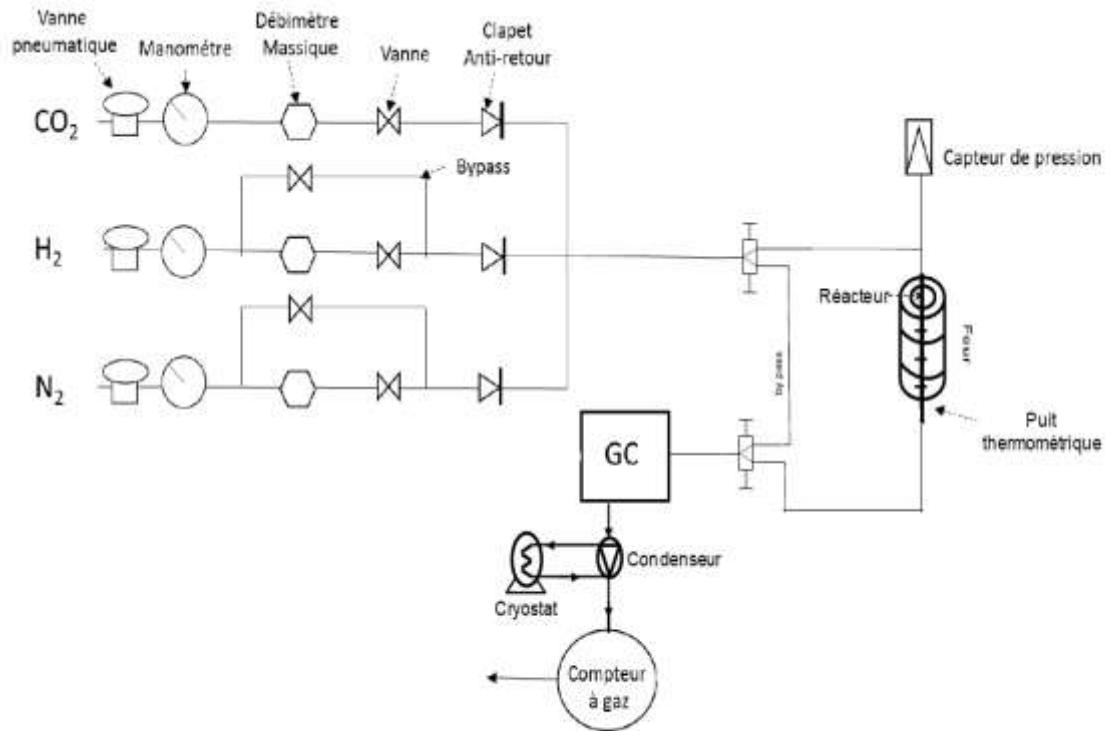 Vanne
pneumatique
Manométre
Débimètre
Massique
Vanne
Clapet
Anti-retour
CO2
Bypass
Capteur de pression
H2
Réacteur
Four
by pass
N2
Puit
thermométrique
GC
Condenseur
Cryostat
Compteur
à gaz